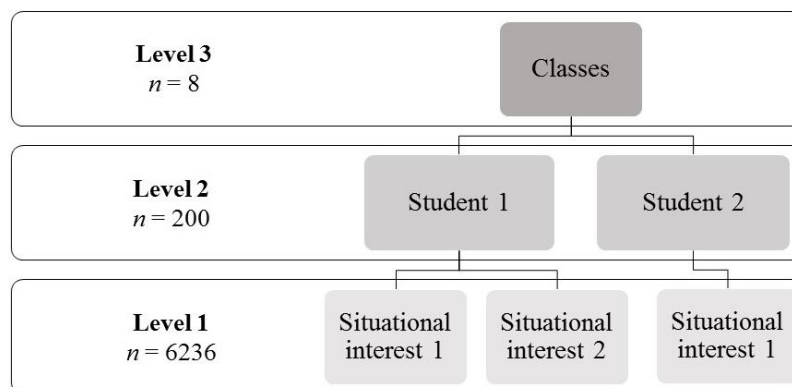 Level 3
n = 8
Classes
Level 2
n = 200
Student 1
Student 2
Level 1
n = 6236
Situational
interest 1
Situational
interest 2
Situational
interest 1